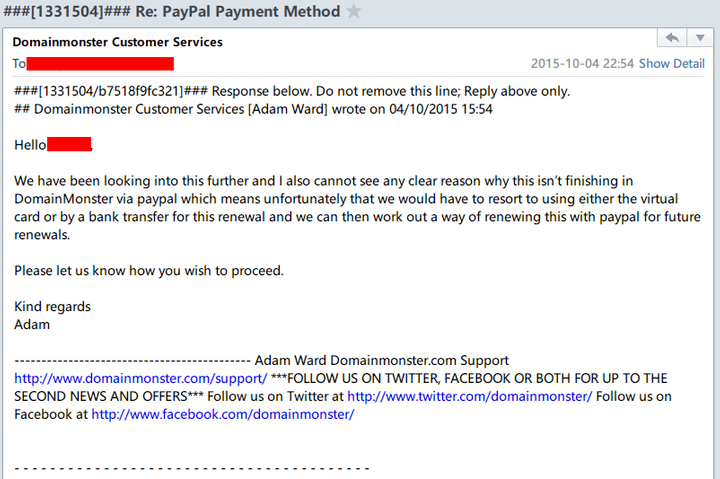 ###[1331504]### Re: PayPal Payment Method
Domainmonster Customer Services
To
2015-10-04 22:54 Show Detail
###[1331504/b7518f9fc321]### Response below. Do not remove this line; Reply above only.
## Domainmonster Customer Services [Adam Ward] wrote on 04/10/2015 15:54
Hello ,
We have been looking into this further and I also cannot see any clear reason why this isn't finishing in
DomainMonster via paypal which means unfortunately that we would have to resort to using either the virtual
card or by a bank transfer for this renewal and we can then work out a way of renewing this with paypal for future
renewals.
Please let us know how you wish to proceed.
Kind regards
Adam
------------------------------------------ Adam Ward Domainmonster.com Support
http://www.domainmonster.com/support/ ***FOLLOW US ON TWITTER, FACEBOOK OR BOTH FOR UP TO THE
SECOND NEWS AND OFFERS*** Follow us on Twitter at http://www.twitter.com/domainmonster/ Follow us on
Facebook at http://www.facebook.com/domainmonster/
- - - - - - - - - - - - - - - - - - - - - - - - - - - - - - - - - - - - - - - - -